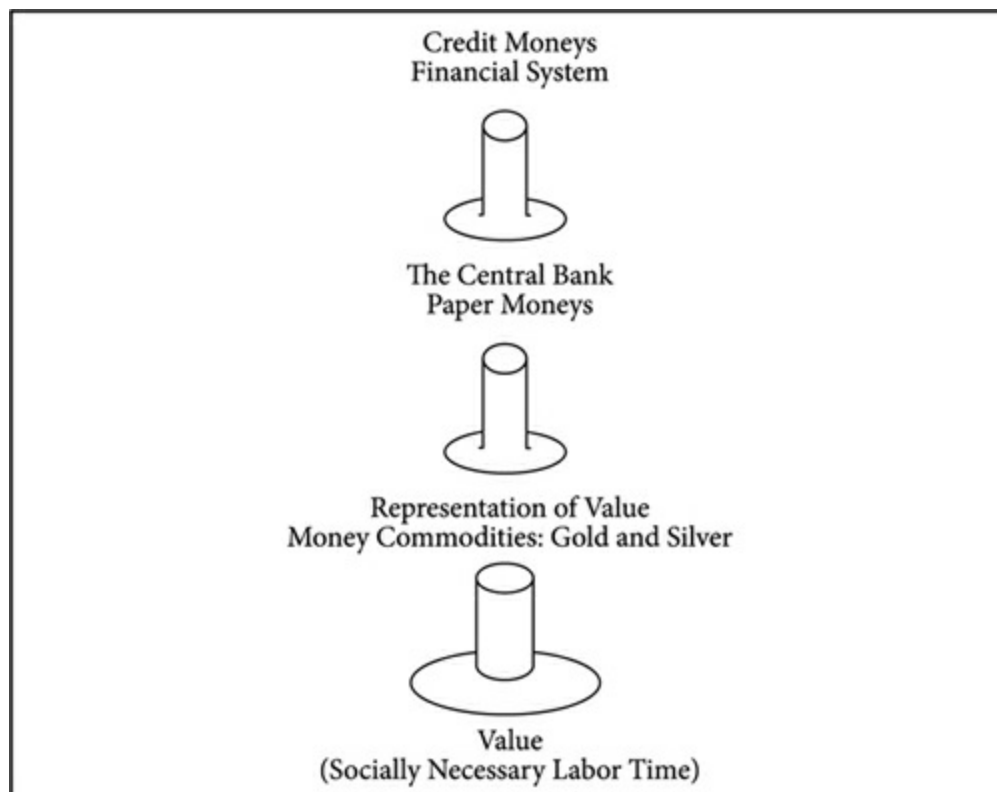 Credit Moneys
Financial System
The Central Bank
Paper Moneys
Representation of Value
Money Commodities: Gold and Silver
Value
(Socially Necessary Labor Time)